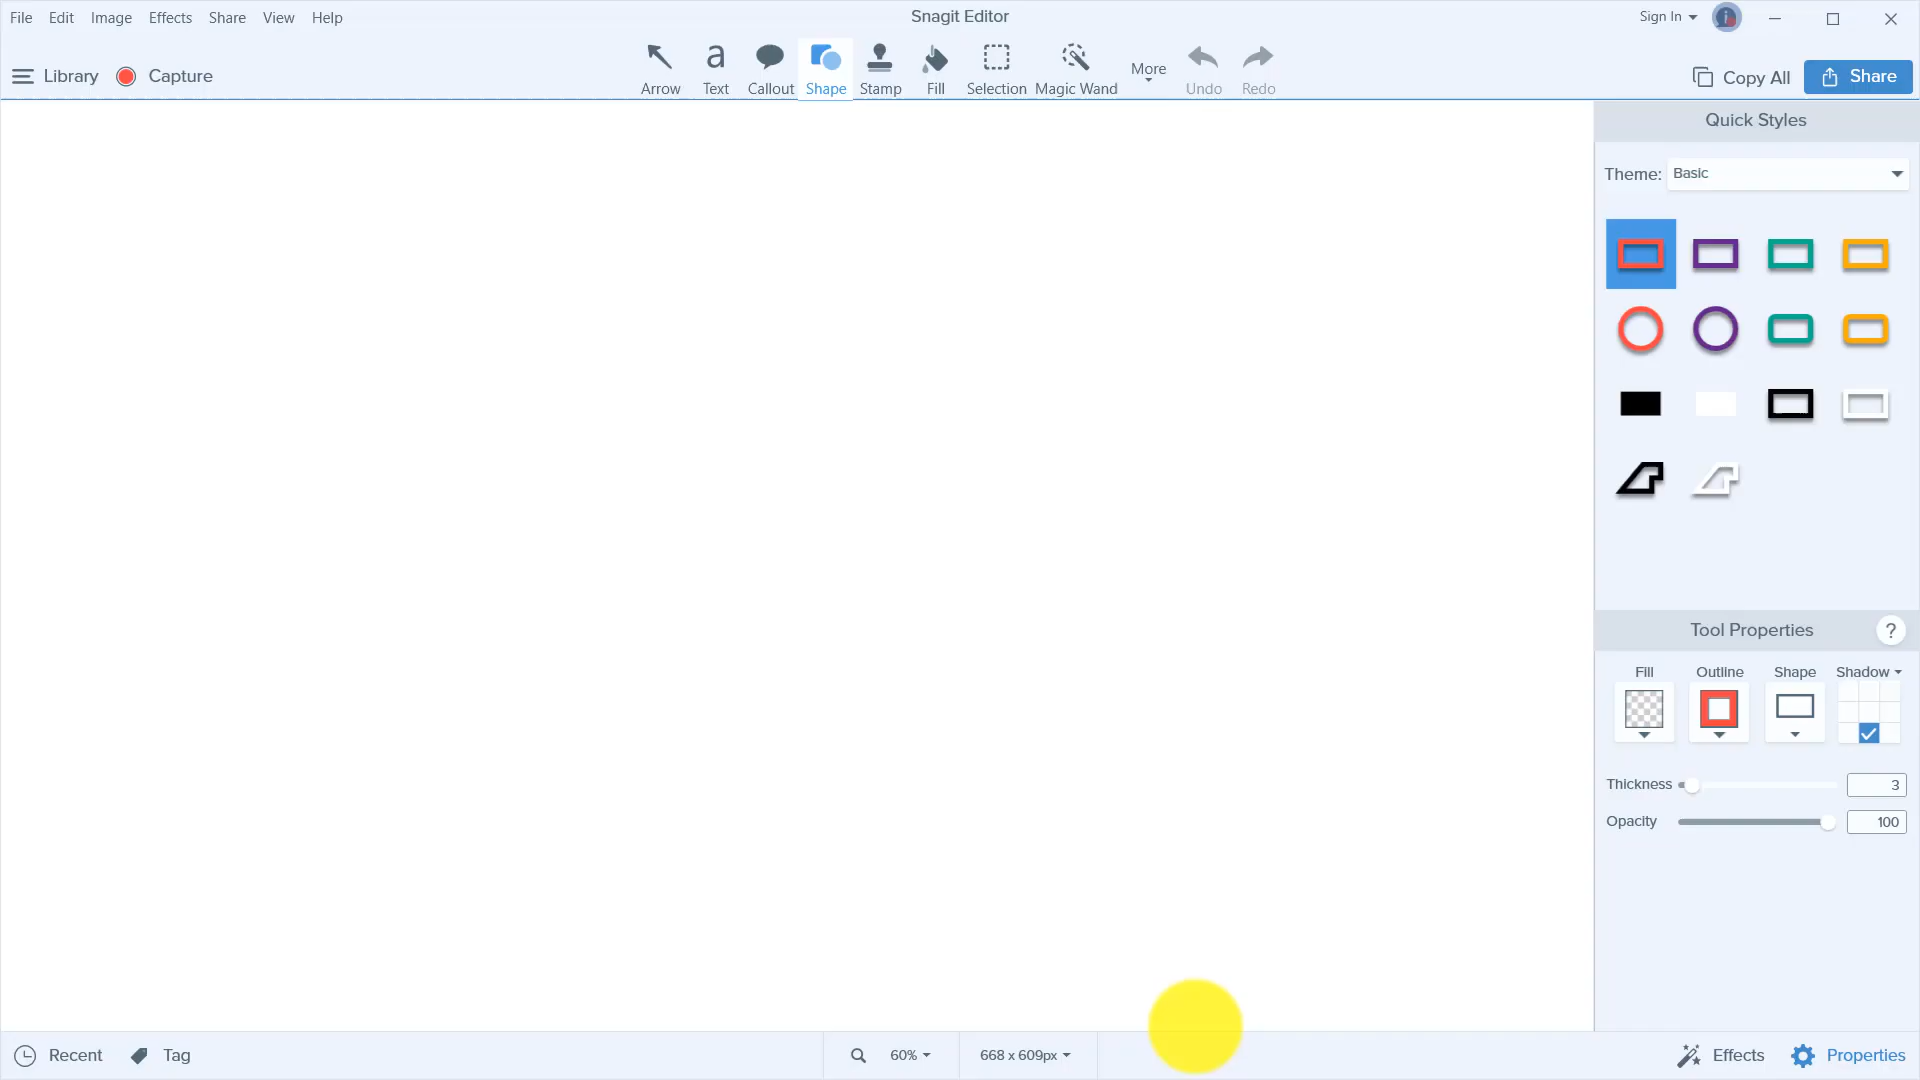 File Edit Image Effects Share View Help
Snagit Editor
Sign In
Library
Capture
Arrow
a
Text
Callout
Shape
Stamp
Fill
Selection
Magic Wand
More
Undo
Redo
Copy All
Share
Quick Styles
Theme: Basic
Tool Properties
?
Fill Outline Shape Shadow
Thickness 3
Opacity 100
Recent
Tag
60%
668 x 609px
Effects
Properties